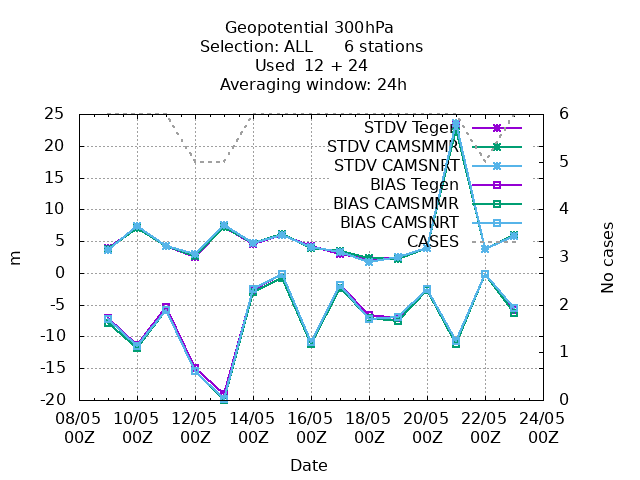 Geopotential 300hPa
Selection: ALL      6 stations
Used  12 + 24
Averaging window: 24h
25
20
15
10
5
0
-5
-10
-15
-20
m
6
5
4
3
2
1
0
No cases
STDV Tegen
STDV CAMSMMR
STDV CAMSNRT
BIAS Tegen
BIAS CAMSMMR
BIAS CAMSNRT
CASES
08/05 10/05 12/05 14/05 16/05 18/05 20/05 22/05 24/05
00Z 00Z 00Z 00Z 00Z 00Z 00Z 00Z 00Z
Date